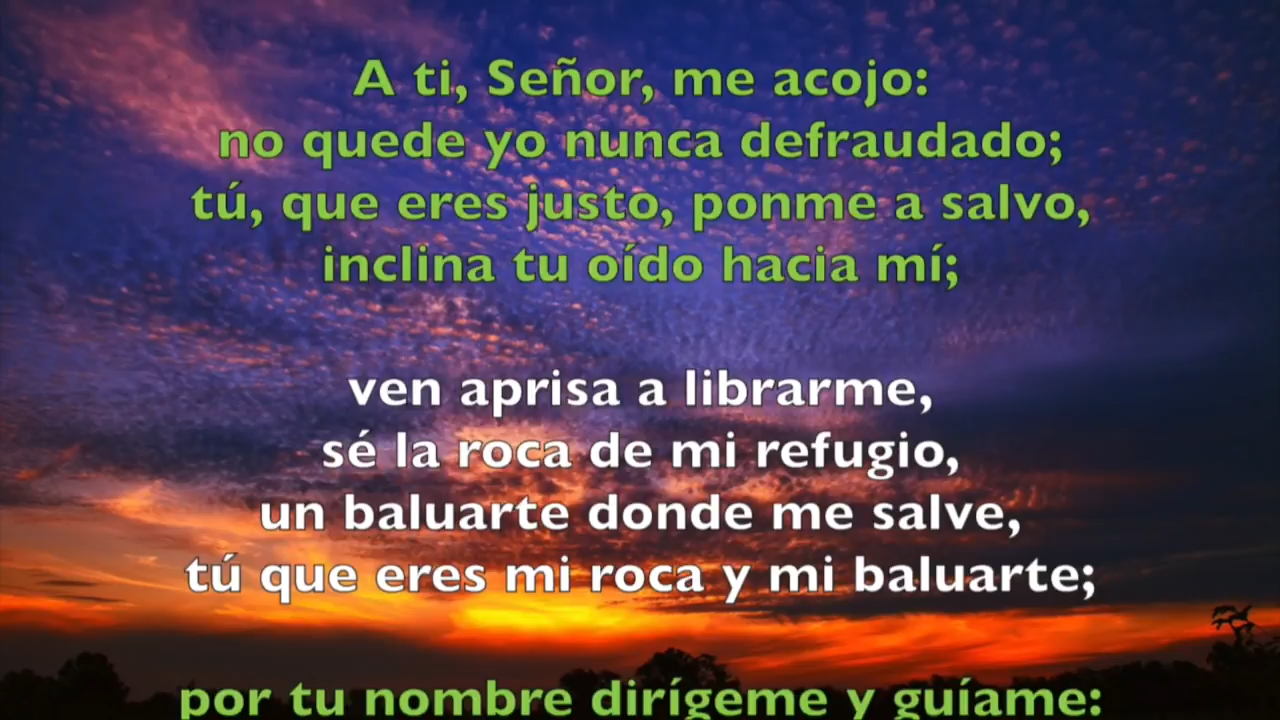 A ti, Señor, me acojo:
no quede yo nunca defraudado;
tú, que eres justo, ponme a salvo,
inclina tu oído hacia mí;
ven aprisa a librarme,
sé la roca de mi refugio,
un baluarte donde me salve,
tú que eres mi roca y mi baluarte;
por tu nombre dirígeme y guíame: